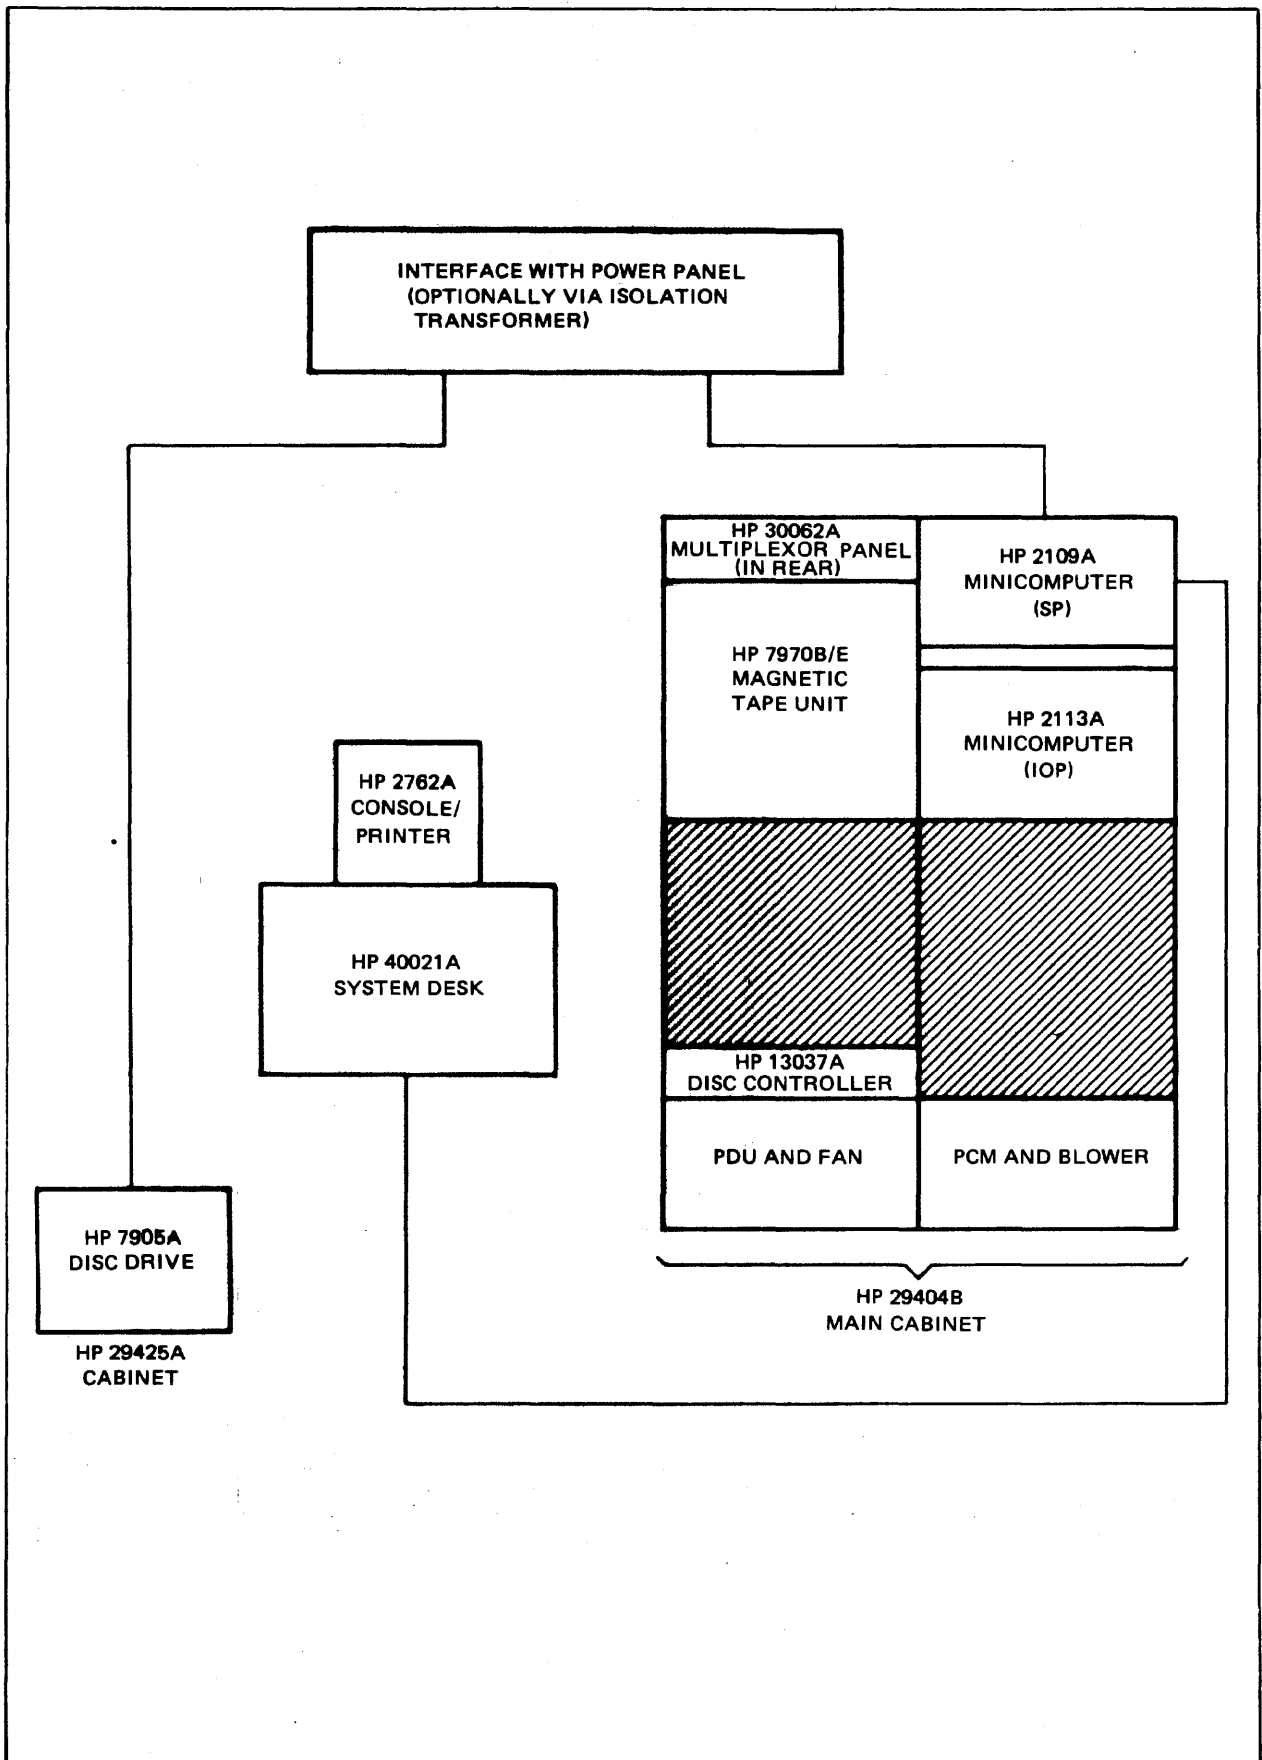 INTERFACE WITH POWER PANEL
(OPTIONALLY VIA ISOLATION
TRANSFORMER)
HP 30062A
MULTIPLEXOR PANEL
(IN REAR)
HP 2109A
MINICOMPUTER
(SP)
HP 7970B/E
MAGNETIC
TAPE UNIT
HP 2113A
MINICOMPUTER
(IOP)
HP 2762A
CONSOLE/
PRINTER
HP 40021A
SYSTEM DESK
HP 13037A
DISC CONTROLLER
PDU AND FAN
PCM AND BLOWER
HP 7905A
DISC DRIVE
HP 29425A
CABINET
HP 29404B
MAIN CABINET